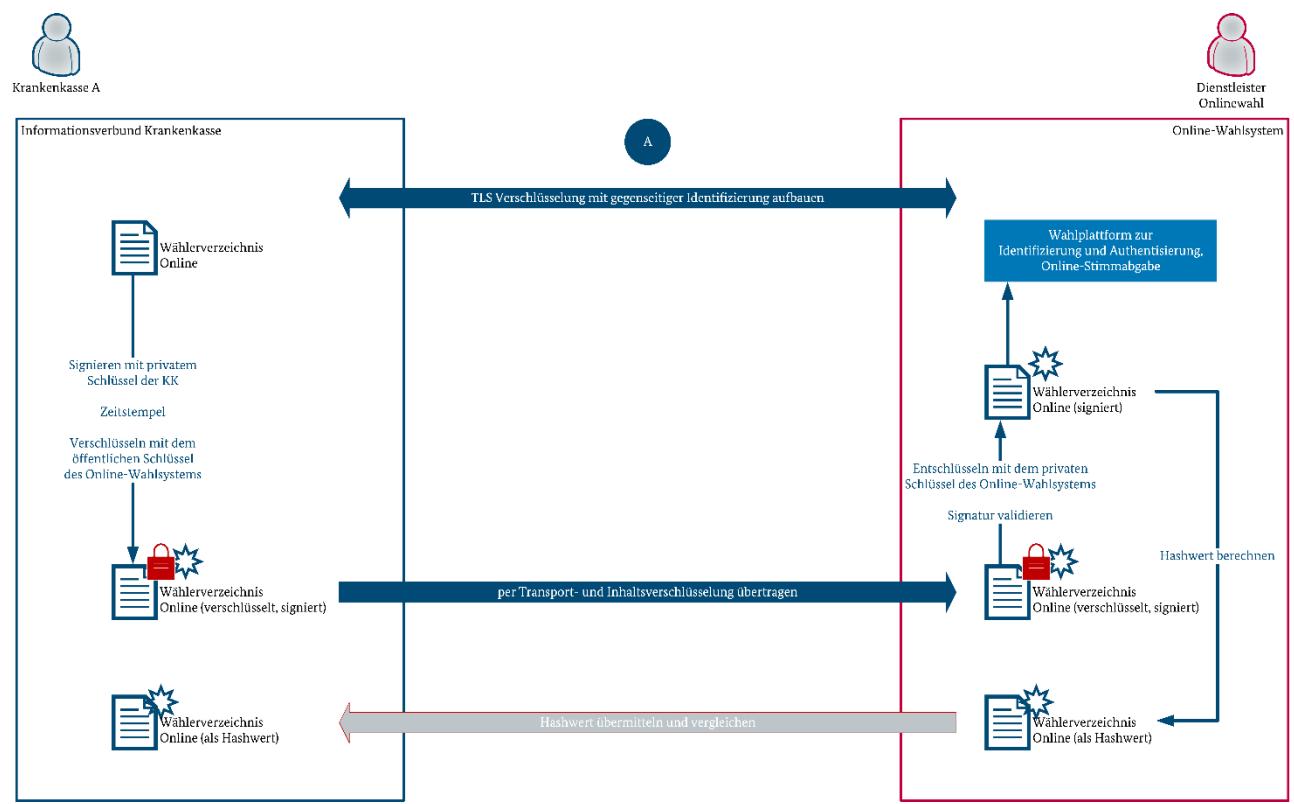 Krankenkasse A
Dienstleister
Onlinewahl
Informationsverbund Krankenkasse
Online-Wahlsystem
A
TLS Verschlüsselung mit gegenseitiger Identifizierung aufbauen
Wählerverzeichnis
Online
Wahlplattform zur
Identifizierung und Authentisierung,
Online-Stimmabgabe
Signieren mit privatem
Schlüssel der KK
Zeitstempel
Verschlüsseln mit dem
öffentlichen Schlüssel
des Online-Wahlsystems
Wählerverzeichnis
Online (signiert)
Entschlüsseln mit dem privaten
Schlüssel des Online-Wahlsystems
Signatur validieren
Hashwert berechnen
Wählerverzeichnis
Online (verschlüsselt, signiert)
per Transport- und Inhaltsverschlüsselung übertragen
Wählerverzeichnis
Online (verschlüsselt, signiert)
Wählerverzeichnis
Online (als Hashwert)
Hashwert übermitteln und vergleichen
Wählerverzeichnis
Online (als Hashwert)